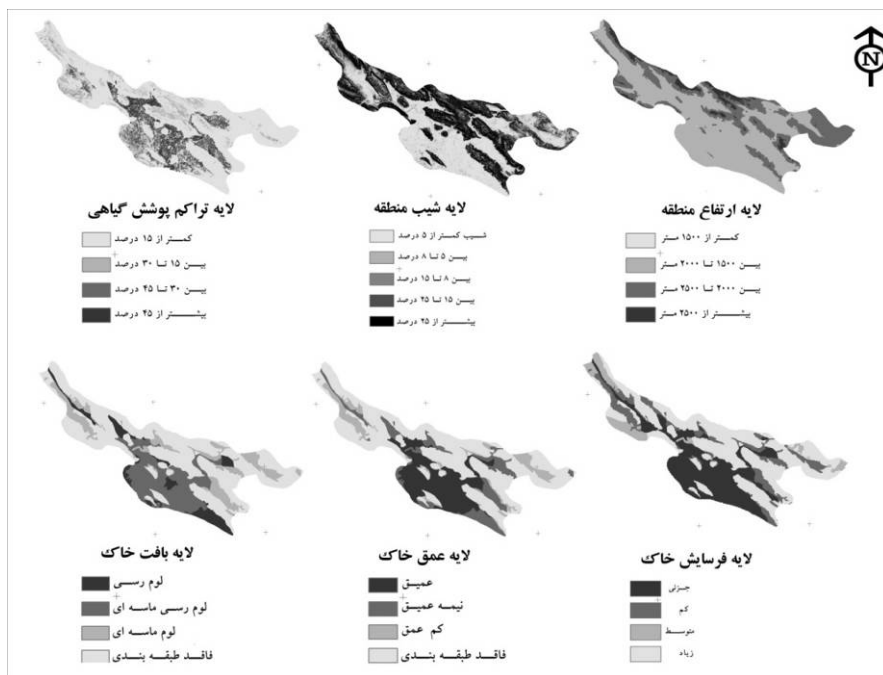 N
لایه ارتفاع منطقه
کمتر از ۱۵۰۰ متر
بین ۱۵۰۰ تا ۲۰۰۰ متر
بین ۲۰۰۰ تا ۲۵۰۰ متر
بیشتر از ۲۵۰۰ متر
لایه شیب منطقه
شیب کمتر از ۵ درصد
بین ۵ تا ۸ درصد
بین ۸ تا ۱۵ درصد
بین ۱۵ تا ۲۵ درصد
بیشتر از ۲۵ درصد
لایه تراکم پوشش گیاهی
کمتر از ۱۵ درصد
بین ۱۵ تا ۳۰ درصد
بین ۳۰ تا ۴۵ درصد
بیشتر از ۴۵ درصد
لایه فرسایش خاک
جزئی
کم
متوسط
زیاد
لایه عمق خاک
عمیق
نیمه عمیق
کم عمق
فاقد طبقه بندی
لایه بافت خاک
لوم رسی
لوم رسی ماسه ای
لوم ماسه ای
فاقد طبقه بندی